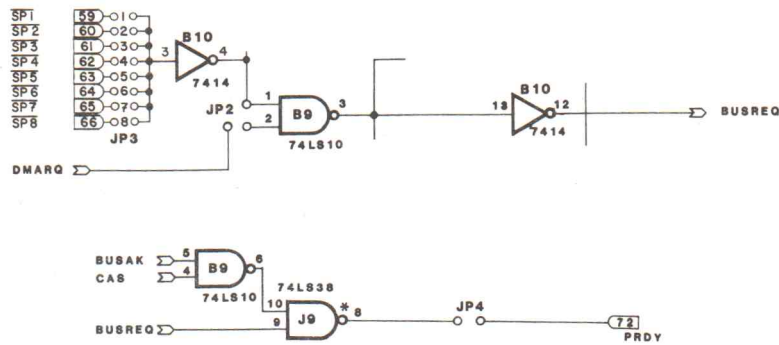 SP1 59 1
SP2 60 2
SP3 61 3
SP4 62 4
SP5 63 5
SP6 64 6
SP7 65 7
SP8 66 8
JP3
3 B10 4
7414
JP2
1
2
B9 3
74LS10
13 B10 12
7414
BUSREQ
DMARQ
BUSAK 5
CAS 4
B9 6
74LS10
74LS38
10
BUSREQ 9
J9 * 8
JP4
72
PRDY